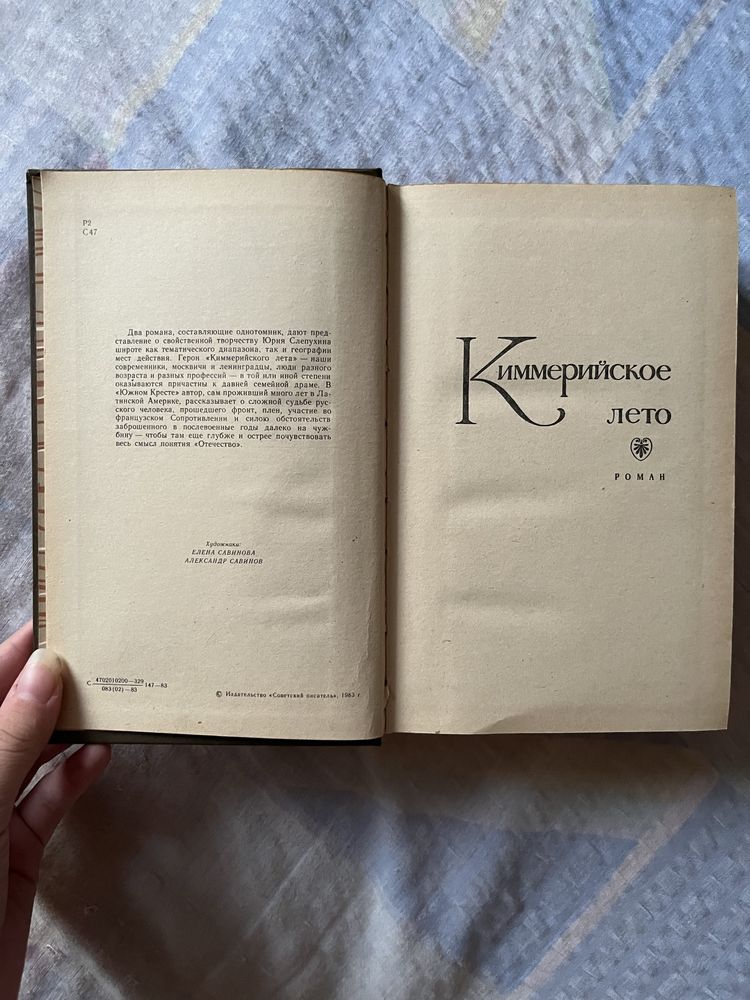 Р2
С47
Два романа, составляющие однотомник, дают пред-
ставление о свойственной творчеству Юрия Слепухина
широте как тематического диапазона, так и географии
мест действия. Герои «Киммерийского лета» — наши
современники, москвичи и ленинградцы, люди разного
возраста и разных профессий — в той или иной степени
оказываются причастны к давней семейной драме. В
«Южном Кресте» автор, сам проживший много лет в Ла-
тинской Америке, рассказывает о сложной судьбе рус-
ского человека, прошедшего фронт, плен, участие во
французском Сопротивлении и силою обстоятельств
заброшенного в послевоенные годы далеко на чуж-
бину — чтобы там еще глубже и острее почувствовать
весь смысл понятия «Отечество».
Художники:
ЕЛЕНА САВИНОВА
АЛЕКСАНДР САВИНОВ
С 4702010200—329 147—83
083(02)—83
© Издательство «Советский писатель», 1983 г.
Киммерийское
лето
РОМАН